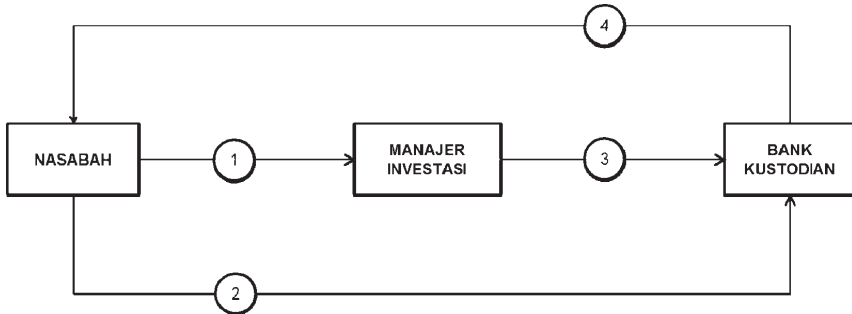 4
NASABAH
1
MANAJER
INVESTASI
3
BANK
KUSTODIAN
2